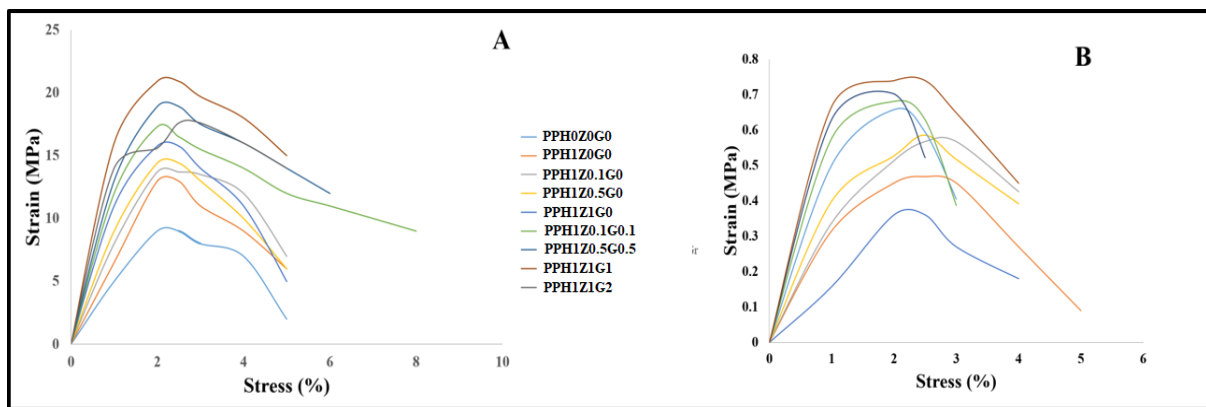 A
25
20
15
10
5
0
0 2 4 6 8 10
Strain (MPa)
Stress (%)
PPH0Z0G0
PPH1Z0G0
PPH1Z0.1G0
PPH1Z0.5G0
PPH1Z1G0
PPH1Z0.1G0.1
PPH1Z0.5G0.5
PPH1Z1G1
PPH1Z1G2
B
0.8
0.7
0.6
0.5
0.4
0.3
0.2
0.1
0
0 1 2 3 4 5 6
Strain (MPa)
Stress (%)